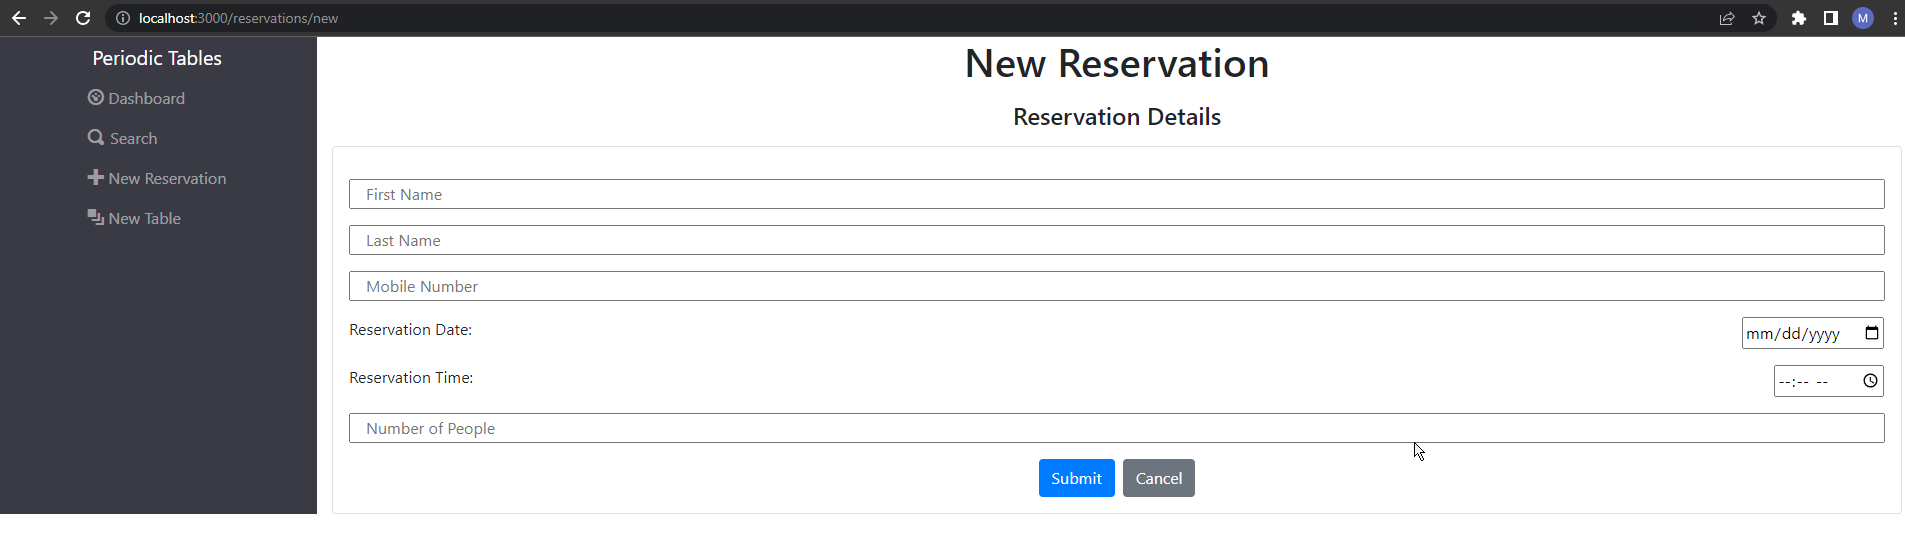 localhost:3000/reservations/new
M
Periodic Tables
Dashboard
Search
New Reservation
New Table
New Reservation
Reservation Details
First Name
Last Name
Mobile Number
Reservation Date:
mm/dd/yyyy
Reservation Time:
--:-- --
Number of People
Submit
Cancel